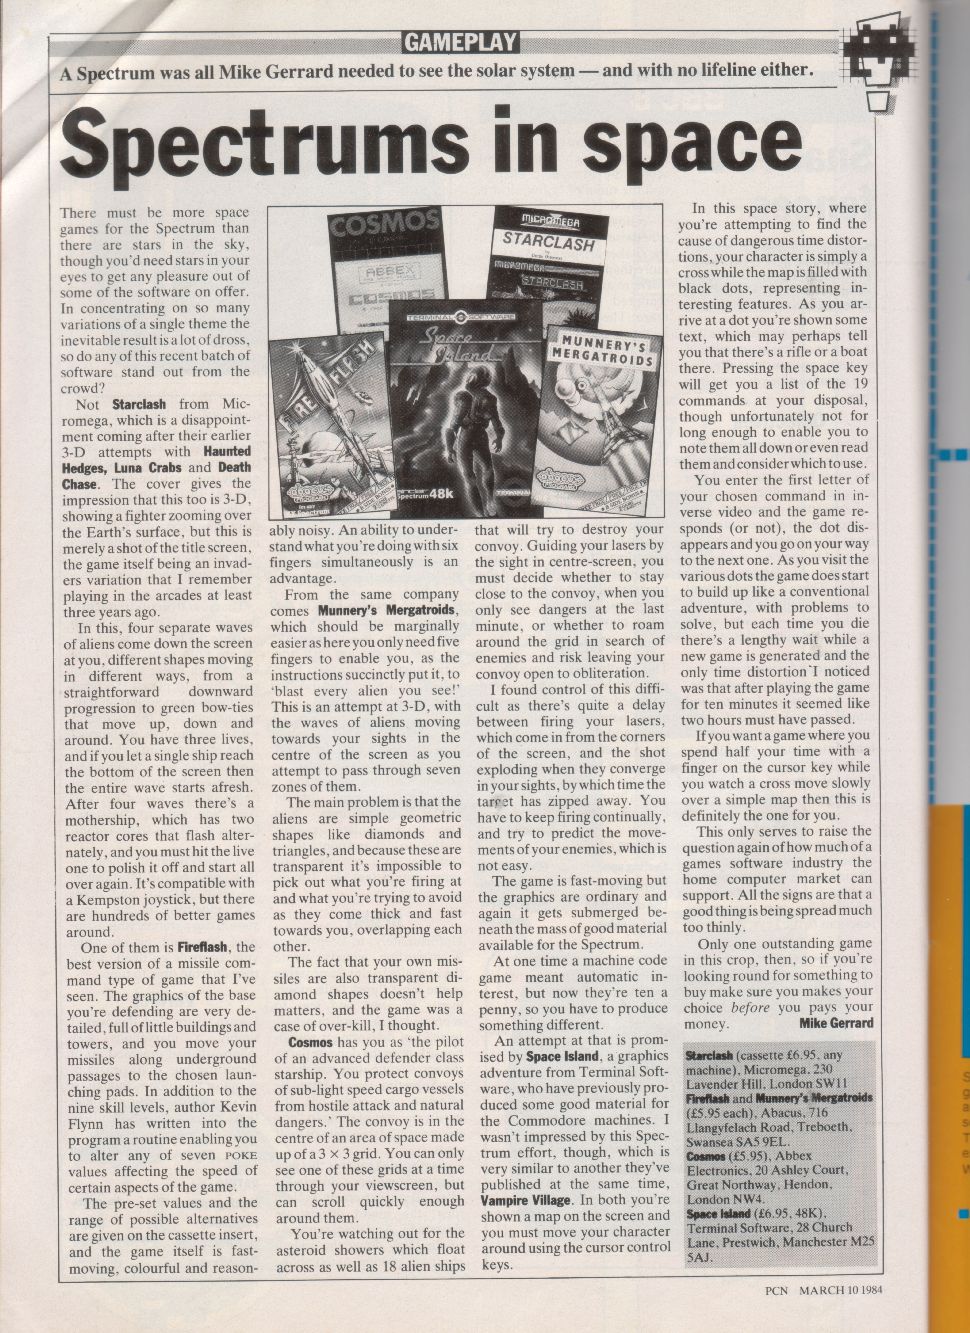 GAMEPLAY
A Spectrum was all Mike Gerrard needed to see the solar system — and with no lifeline either.
Spectrums in space
There must be more space
games for the Spectrum than
there are stars in the sky,
though you'd need stars in your
eyes to get any pleasure out of
some of the software on offer.
In concentrating on so many
variations of a single theme the
inevitable result is a lot of dross,
so do any of this recent batch of
software stand out from the
crowd?
Not Starclash from Mic-
romega, which is a disappoint-
ment coming after their earlier
3-D attempts with Haunted
Hedges, Luna Crabs and Death
Chase. The cover gives the
impression that this too is 3-D,
showing a fighter zooming over
the Earth's surface, but this is
merely a shot of the title screen,
the game itself being an invad-
ers variation that I remember
playing in the arcades at least
three years ago.
In this, four separate waves
of aliens come down the screen
at you, different shapes moving
in different ways, from a
straightforward downward
progression to green bow-ties
that move up, down and
around. You have three lives,
and if you let a single ship reach
the bottom of the screen then
the entire wave starts afresh.
After four waves there's a
mothership, which has two
reactor cores that flash alter-
nately, and you must hit the live
one to polish it off and start all
over again. It's compatible with
a Kempston joystick, but there
are hundreds of better games
around.
One of them is Fireflash, the
best version of a missile com-
mand type of game that I've
seen. The graphics of the base
you're defending are very de-
tailed, full of little buildings and
towers, and you move your
missiles along underground
passages to the chosen laun-
ching pads. In addition to the
nine skill levels, author Kevin
Flynn has written into the
program a routine enabling you
to alter any of seven POKE
values affecting the speed of
certain aspects of the game.
The pre-set values and the
range of possible alternatives
are given on the cassette insert,
and the game itself is fast-
moving, colourful and reason-
COSMOS
ABBEX
COSMOS
MICROMEGA
STARCLASH
MICROMEGA
STARCLASH
TERMINAL SOFTWARE
Space
Island
FIRE FLASH
MUNNERY'S
MERGATROIDS
Spectrum 48k
TERMINAL
ably noisy. An ability to under-
stand what you're doing with six
fingers simultaneously is an
advantage.
From the same company
comes Munnery's Mergatroids,
which should be marginally
easier as here you only need five
fingers to enable you, as the
instructions succinctly put it, to
'blast every alien you see!'
This is an attempt at 3-D, with
the waves of aliens moving
towards your sights in the
centre of the screen as you
attempt to pass through seven
zones of them.
The main problem is that the
aliens are simple geometric
shapes like diamonds and
triangles, and because these are
transparent it's impossible to
pick out what you're firing at
and what you're trying to avoid
as they come thick and fast
towards you, overlapping each
other.
The fact that your own mis-
siles are also transparent di-
amond shapes doesn't help
matters, and the game was a
case of over-kill, I thought.
Cosmos has you as 'the pilot
of an advanced defender class
starship. You protect convoys
of sub-light speed cargo vessels
from hostile attack and natural
dangers.' The convoy is in the
centre of an area of space made
up of a 3 × 3 grid. You can only
see one of these grids at a time
through your viewscreen, but
can scroll quickly enough
around them.
You're watching out for the
asteroid showers which float
across as well as 18 alien ships
that will try to destroy your
convoy. Guiding your lasers by
the sight in centre-screen, you
must decide whether to stay
close to the convoy, when you
only see dangers at the last
minute, or whether to roam
around the grid in search of
enemies and risk leaving your
convoy open to obliteration.
I found control of this diffi-
cult as there's quite a delay
between firing your lasers,
which come in from the corners
of the screen, and the shot
exploding when they converge
in your sights, by which time the
target has zipped away. You
have to keep firing continually,
and try to predict the move-
ments of your enemies, which is
not easy.
The game is fast-moving but
the graphics are ordinary and
again it gets submerged be-
neath the mass of good material
available for the Spectrum.
At one time a machine code
game meant automatic in-
terest, but now they're ten a
penny, so you have to produce
something different.
An attempt at that is prom-
ised by Space Island, a graphics
adventure from Terminal Soft-
ware, who have previously pro-
duced some good material for
the Commodore machines. I
wasn't impressed by this Spec-
trum effort, though, which is
very similar to another they've
published at the same time,
Vampire Village. In both you're
shown a map on the screen and
you must move your character
around using the cursor control
keys.
In this space story, where
you're attempting to find the
cause of dangerous time distor-
tions, your character is simply a
cross while the map is filled with
black dots, representing in-
teresting features. As you ar-
rive at a dot you're shown some
text, which may perhaps tell
you that there's a rifle or a boat
there. Pressing the space key
will get you a list of the 19
commands at your disposal,
though unfortunately not for
long enough to enable you to
note them all down or even read
them and consider which to use.
You enter the first letter of
your chosen command in in-
verse video and the game re-
sponds (or not), the dot dis-
appears and you go on your way
to the next one. As you visit the
various dots the game does start
to build up like a conventional
adventure, with problems to
solve, but each time you die
there's a lengthy wait while a
new game is generated and the
only time distortion I noticed
was that after playing the game
for ten minutes it seemed like
two hours must have passed.
If you want a game where you
spend half your time with a
finger on the cursor key while
you watch a cross move slowly
over a simple map then this is
definitely the one for you.
This only serves to raise the
question again of how much of a
games software industry the
home computer market can
support. All the signs are that a
good thing is being spread much
too thinly.
Only one outstanding game
in this crop, then, so if you're
looking round for something to
buy make sure you makes your
choice before you pays your
money. Mike Gerrard
Starclash (cassette £6.95, any
machine), Micromega, 230
Lavender Hill, London SW11
Fireflash and Munnery's Mergatroids
(£5.95 each), Abacus, 716
Llangyfelach Road, Treboeth,
Swansea SA5 9EL.
Cosmos (£5.95), Abbex
Electronics, 20 Ashley Court,
Great Northway, Hendon,
London NW4.
Space Island (£6.95, 48K),
Terminal Software, 28 Church
Lane, Prestwich, Manchester M25
5AJ.
PCN MARCH 10 1984